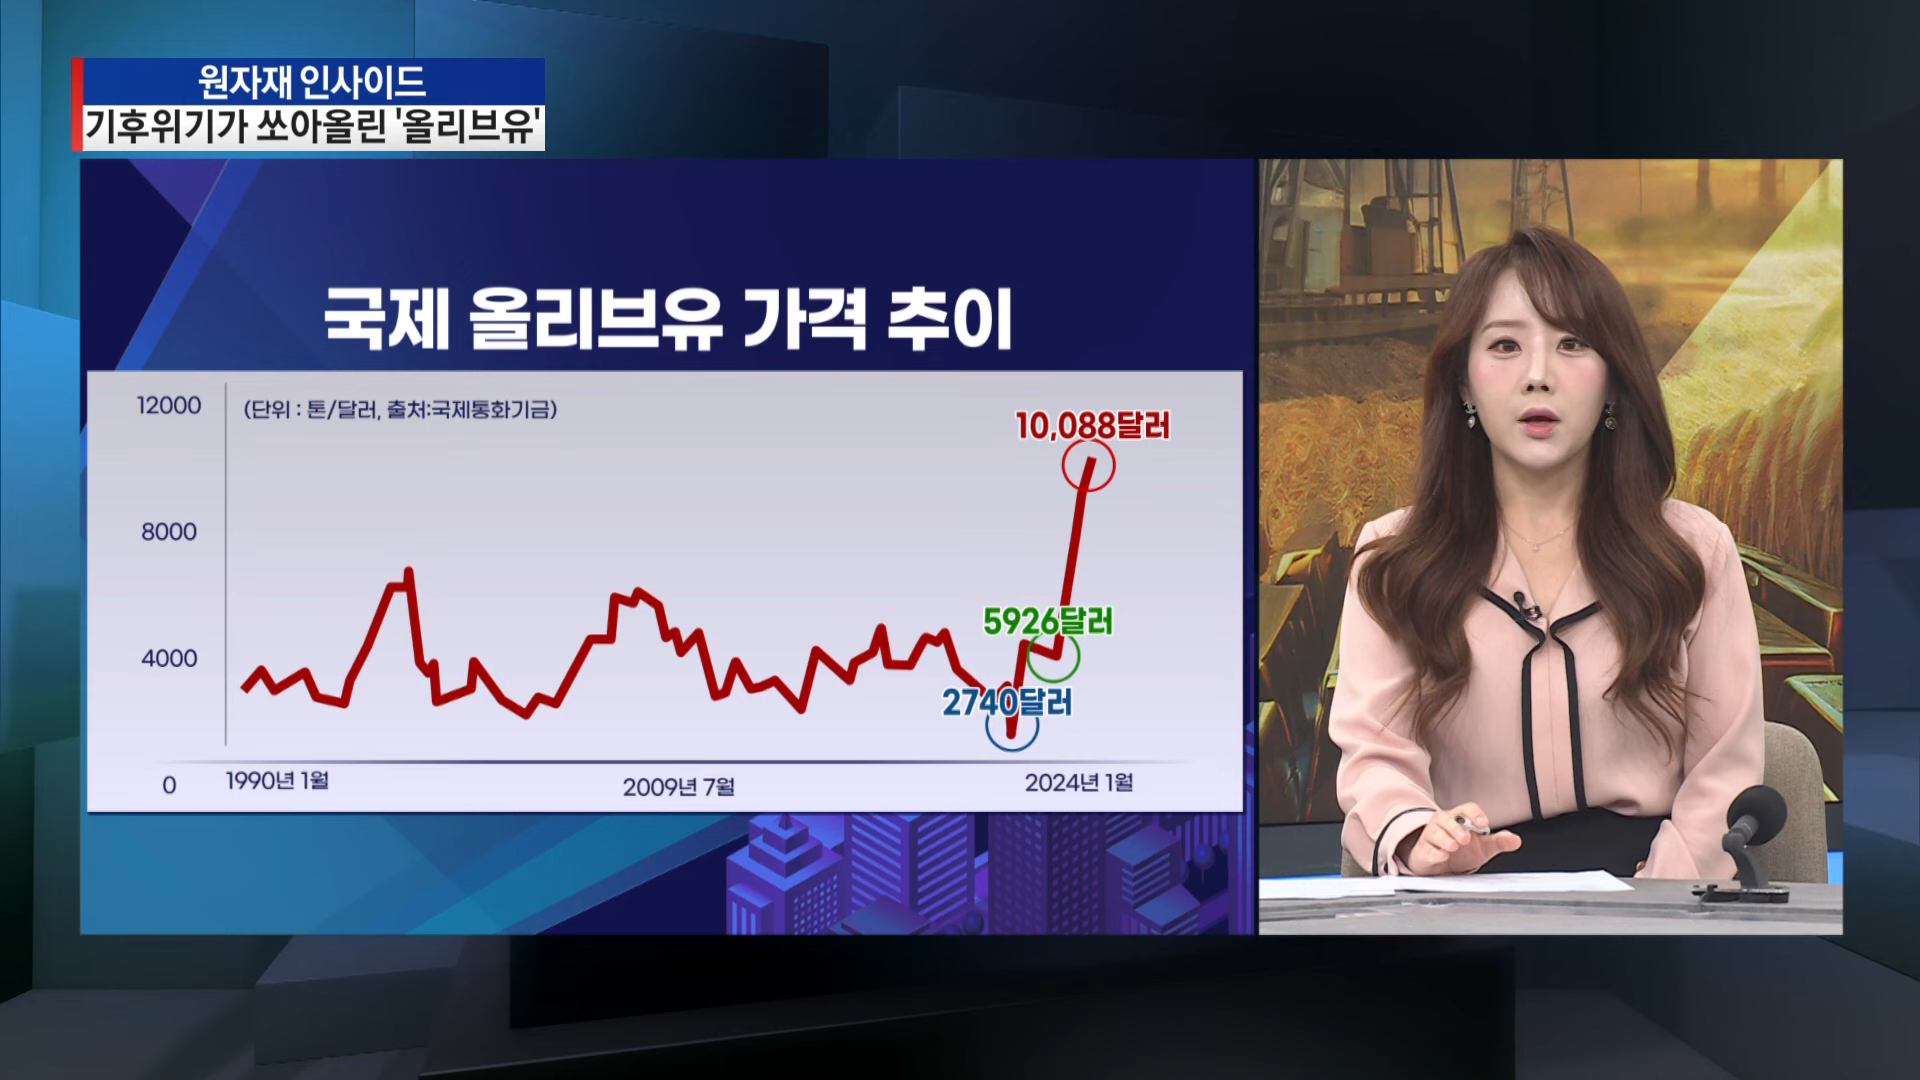 원자재 인사이드
기후위기가 쏘아올린 '올리브유'
국제 올리브유 가격 추이
12000
(단위 : 톤/달러, 출처:국제통화기금)
10,088달러
8000
5926달러
4000
2740달러
0
1990년 1월
2009년 7월
2024년 1월